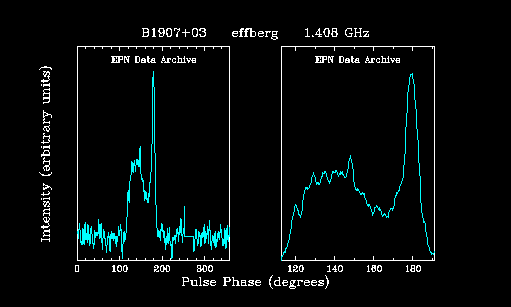 B1907+03 effberg 1.408 GHz
EPN Data Archive EPN Data Archive
Intensity (arbitrary units)
0 100 200 300 120 140 160 180
Pulse Phase (degrees)